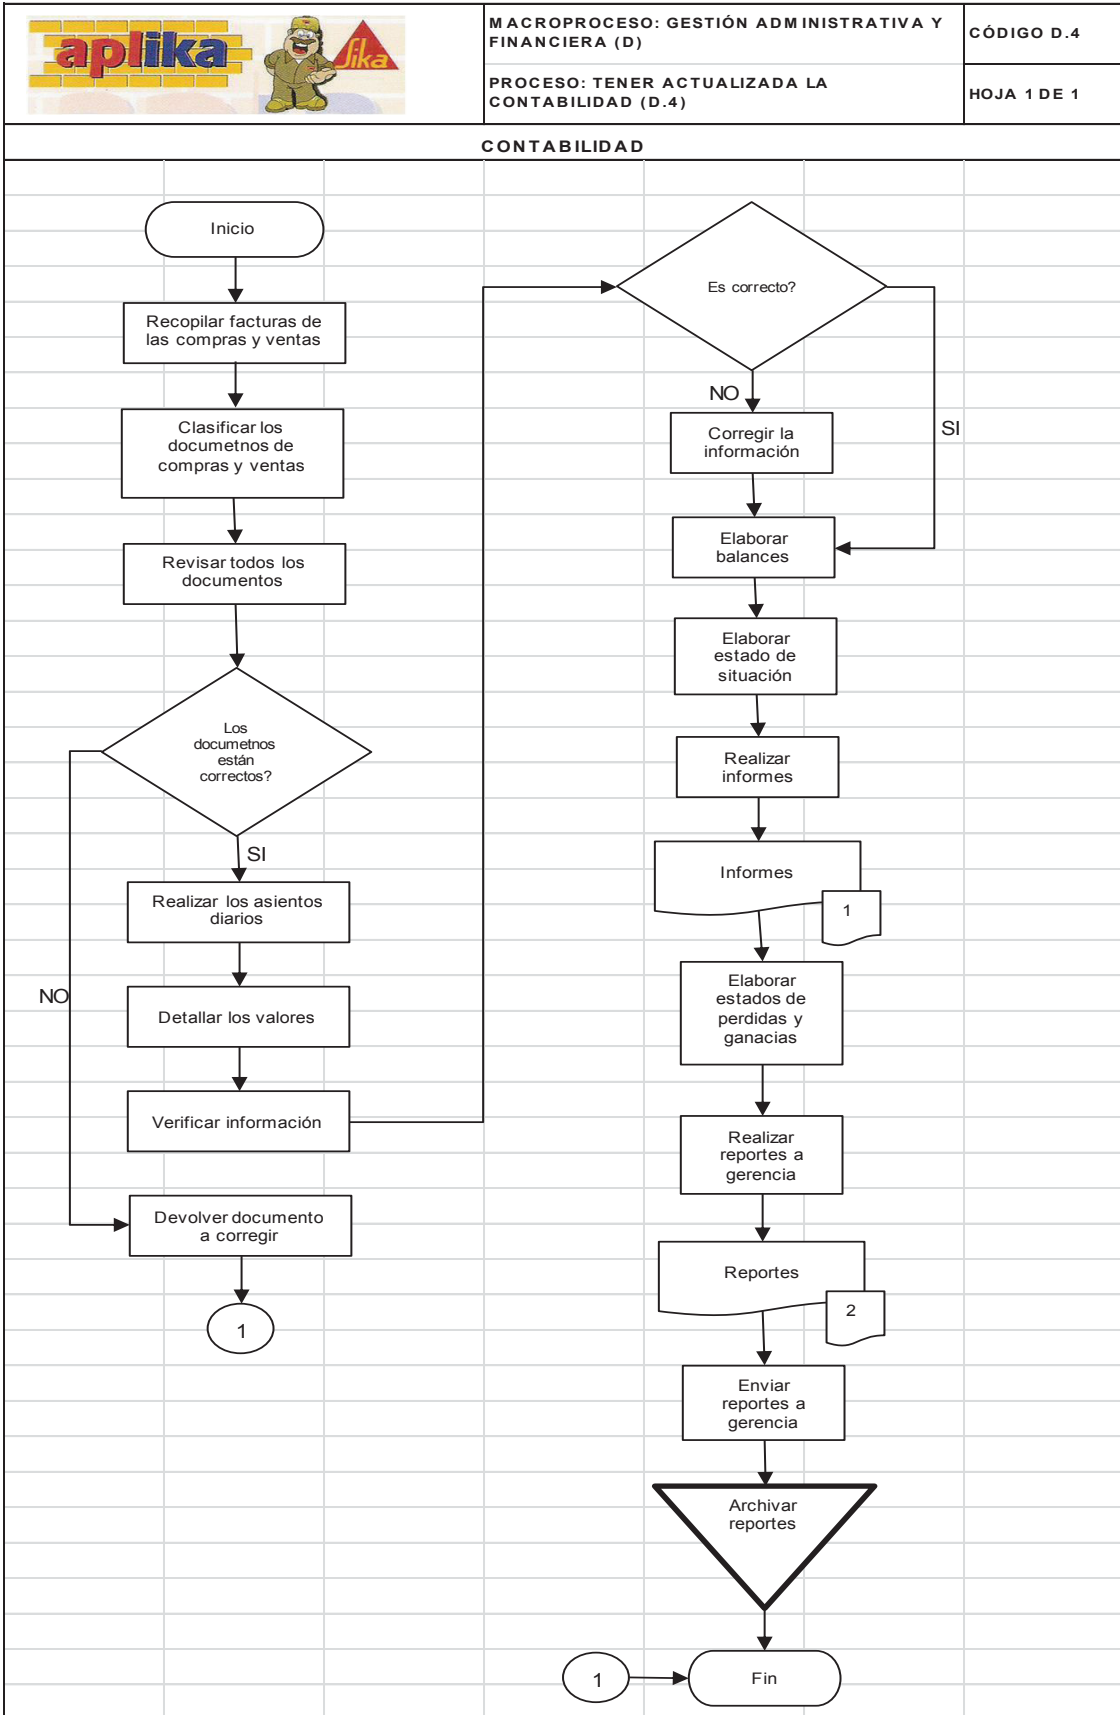 aplika
Sika
MACROPROCESO: GESTIÓN ADMINISTRATIVA Y
FINANCIERA (D)
CÓDIGO D.4
PROCESO: TENER ACTUALIZADA LA
CONTABILIDAD (D.4)
HOJA 1 DE 1
CONTABILIDAD
Inicio
Recopilar facturas de
las compras y ventas
Clasificar los
documetnos de
compras y ventas
Revisar todos los
documentos
Los
documetnos
están
correctos?
SI
Realizar los asientos
diarios
NO
Detallar los valores
Verificar información
Devolver documento
a corregir
1
Es correcto?
NO
SI
Corregir la
información
Elaborar
balances
Elaborar
estado de
situación
Realizar
informes
Informes
1
Elaborar
estados de
perdidas y
ganacias
Realizar
reportes a
gerencia
Reportes
2
Enviar
reportes a
gerencia
Archivar
reportes
1
Fin